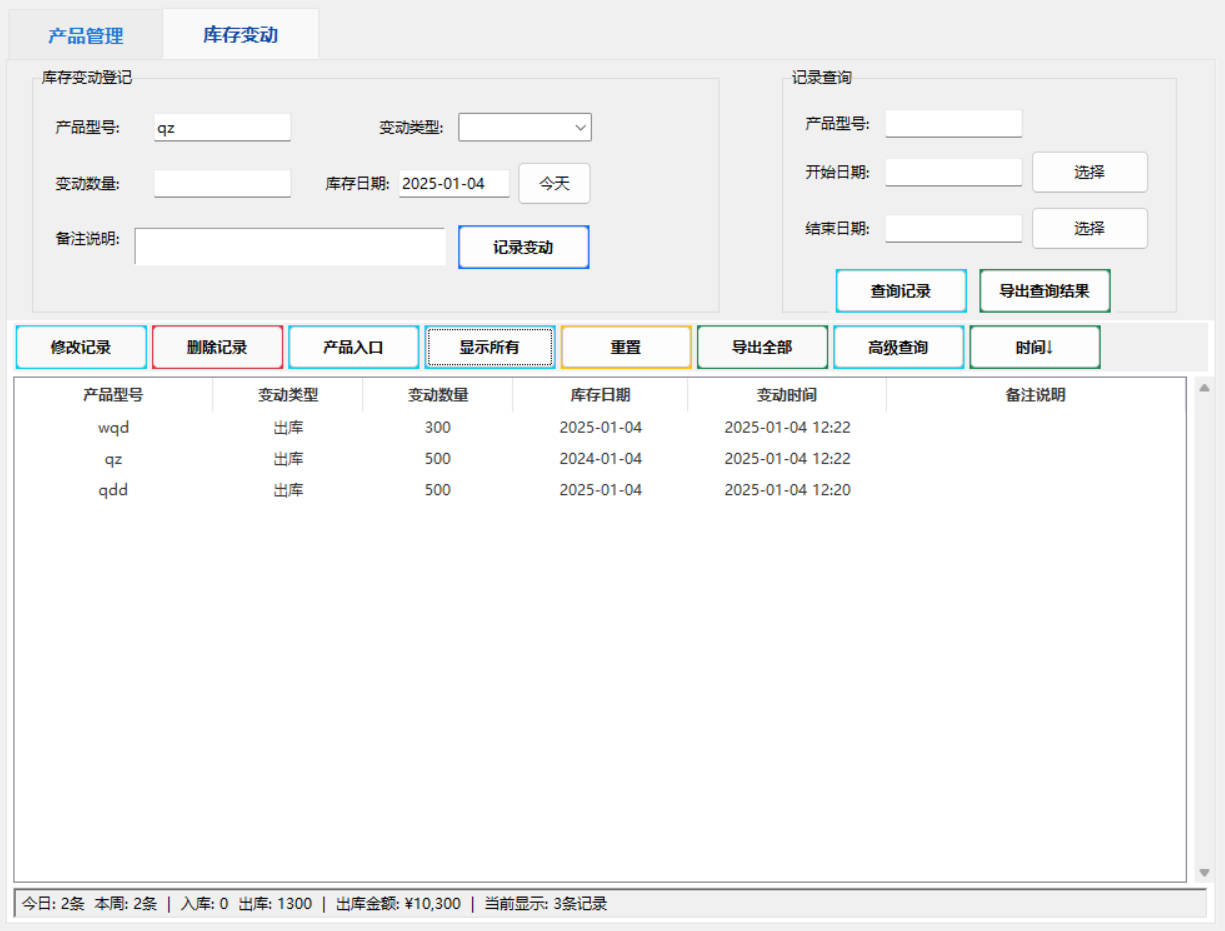 产品管理 库存变动
库存变动登记
产品型号: qz 变动类型:
变动数量: 库存日期: 2025-01-04 今天
备注说明: 记录变动
记录查询
产品型号:
开始日期: 选择
结束日期: 选择
查询记录 导出查询结果
修改记录 删除记录 产品入口 显示所有 重置 导出全部 高级查询 时间↓
产品型号 变动类型 变动数量 库存日期 变动时间 备注说明
wqd 出库 300 2025-01-04 2025-01-04 12:22
qz 出库 500 2024-01-04 2025-01-04 12:22
qdd 出库 500 2025-01-04 2025-01-04 12:20
今日: 2条 本周: 2条 | 入库: 0 出库: 1300 | 出库金额: ¥10,300 | 当前显示: 3条记录